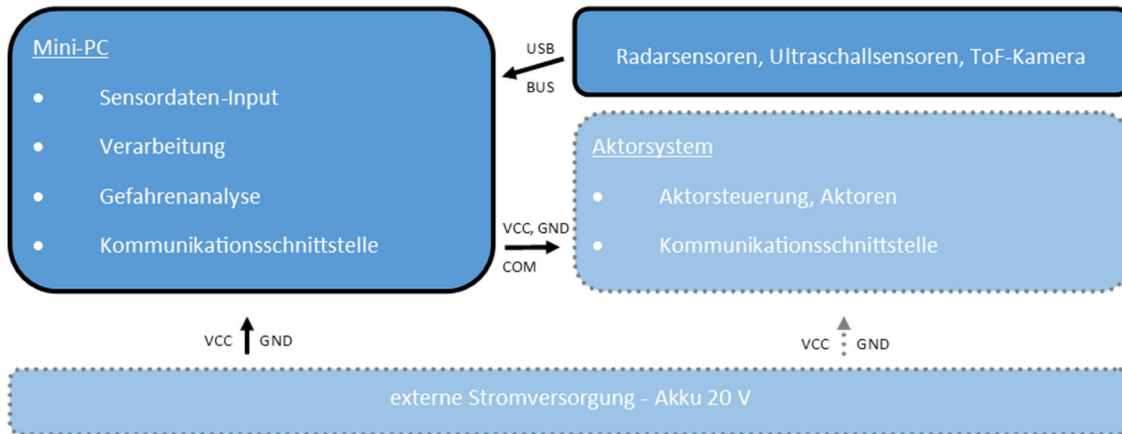 Mini-PC
• Sensordaten-Input
• Verarbeitung
• Gefahrenanalyse
• Kommunikationsschnittstelle
USB
BUS
Radarsensoren, Ultraschallsensoren, ToF-Kamera
Aktorsystem
• Aktorsteuerung, Aktoren
• Kommunikationsschnittstelle
VCC, GND
COM
VCC GND
VCC GND
externe Stromversorgung - Akku 20 V